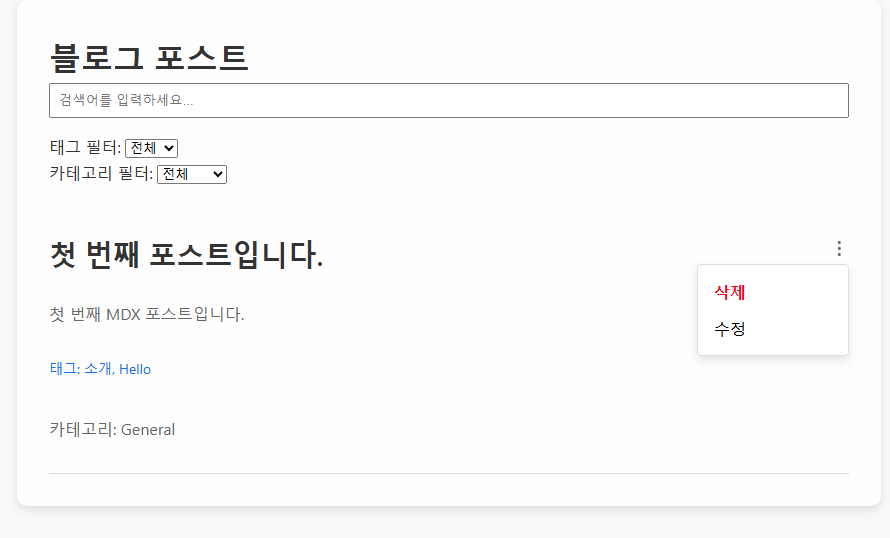 블로그 포스트
검색어를 입력하세요...
태그 필터: 전체
카테고리 필터: 전체
첫 번째 포스트입니다.
삭제
첫 번째 MDX 포스트입니다.
수정
태그: 소개, Hello
카테고리: General